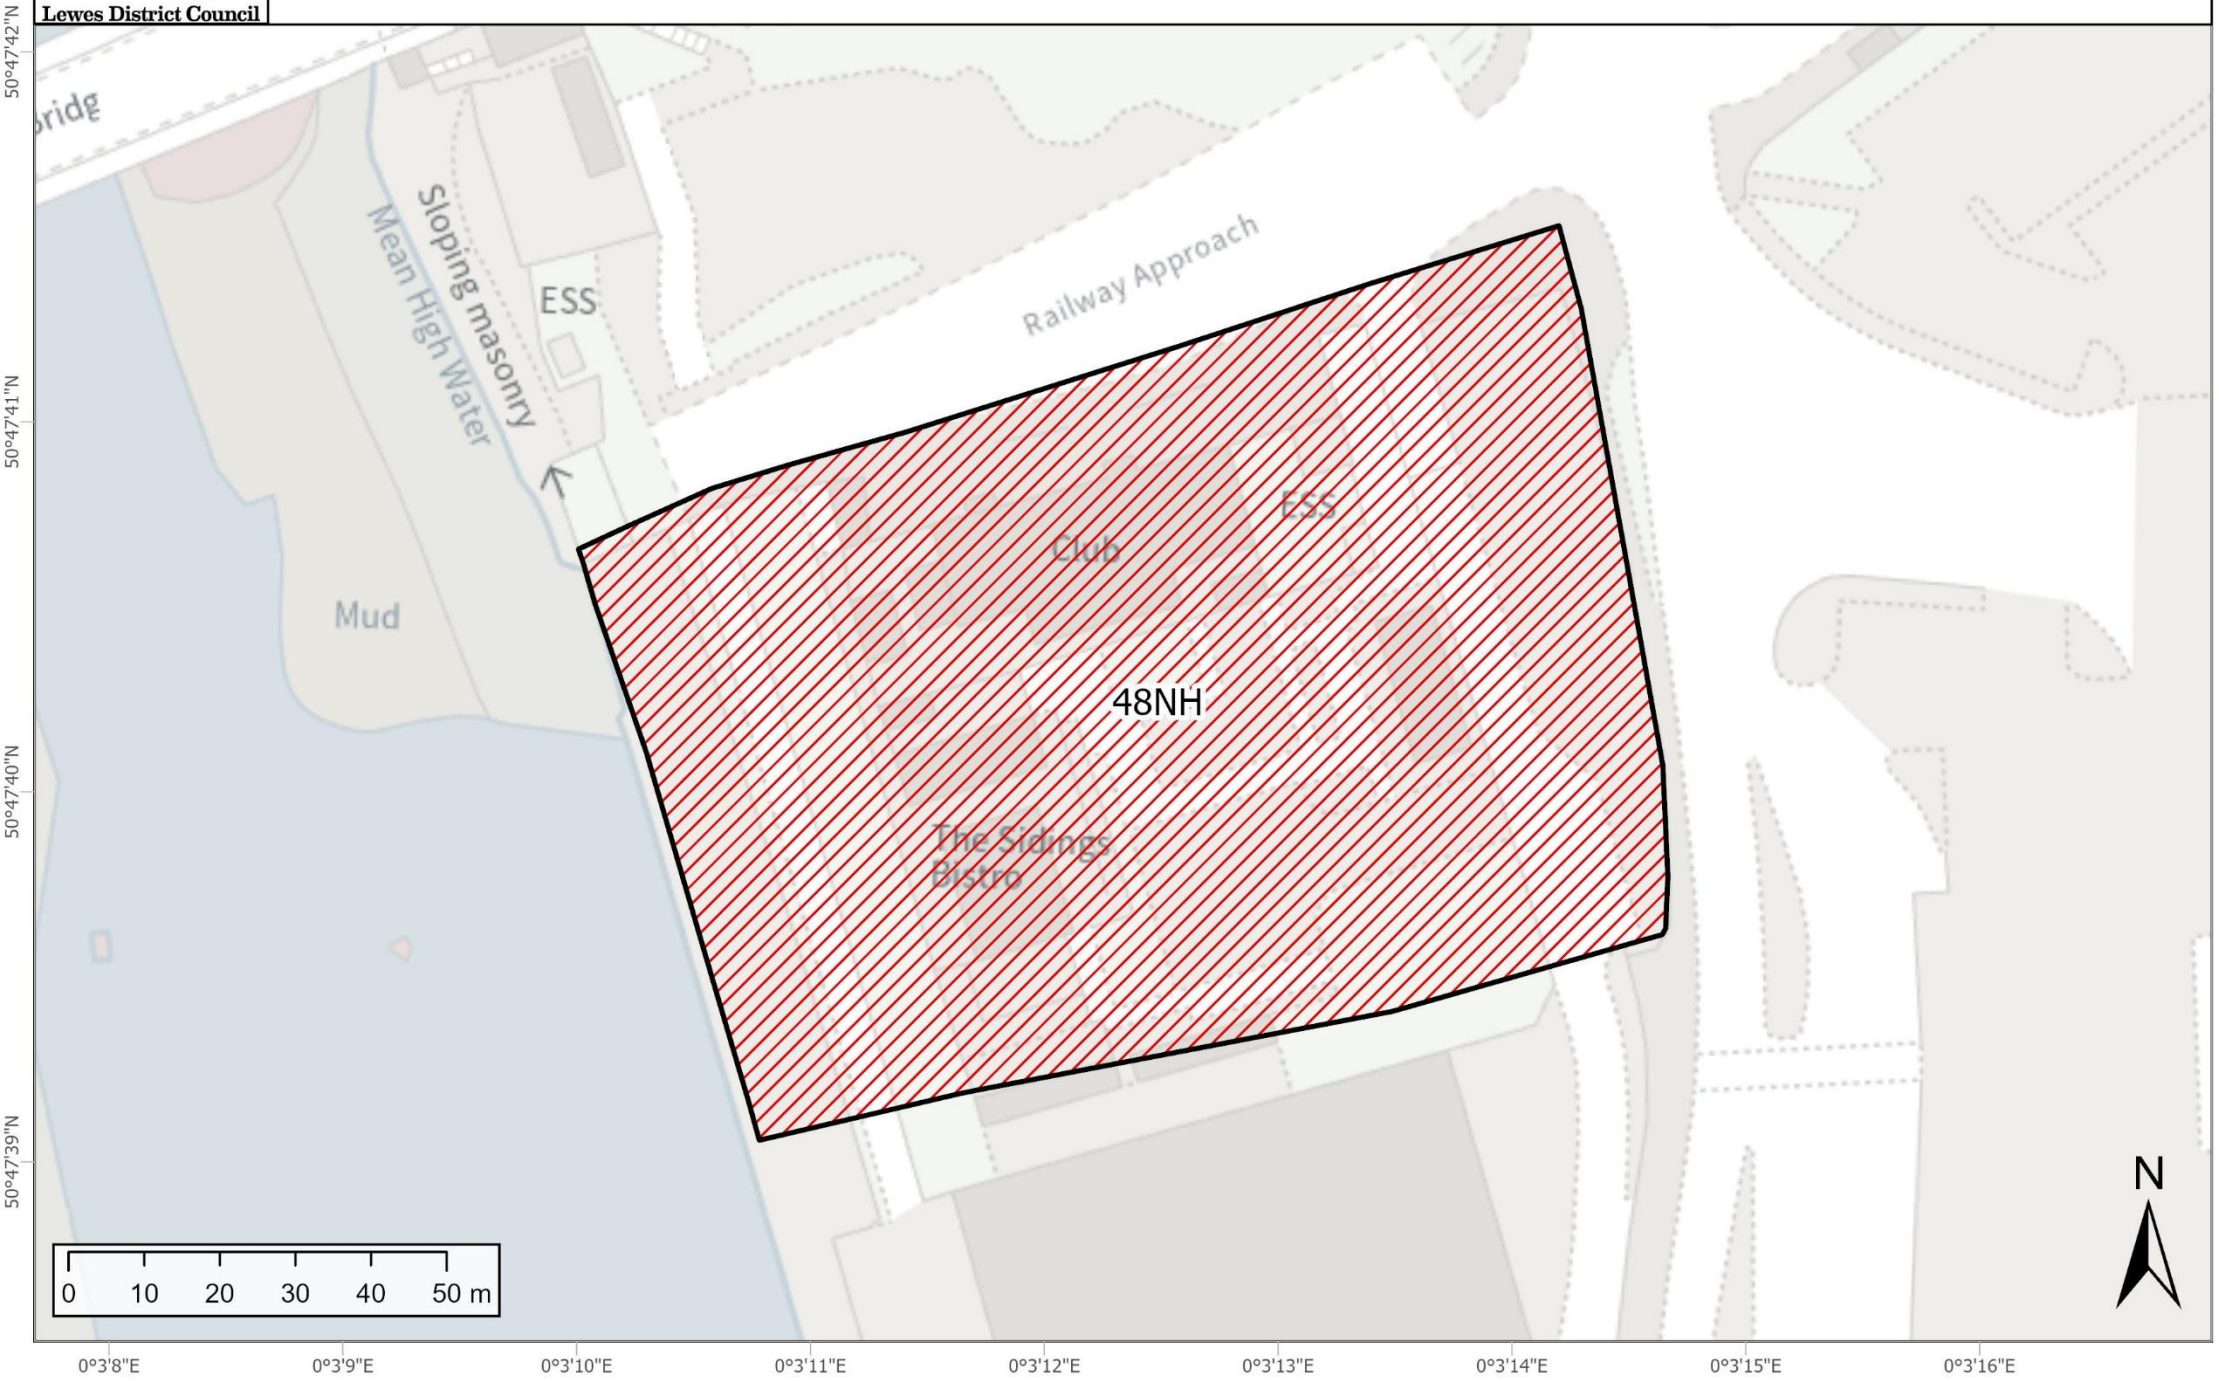 Lewes District Council
50°47'42"N
bridg
Sloping masonry
Mean High Water
ESS
Railway Approach
50°47'41"N
ESS
Club
Mud
48NH
50°47'40"N
The Sidings
Bistro
50°47'39"N
N
0 10 20 30 40 50 m
0°3'8"E 0°3'9"E 0°3'10"E 0°3'11"E 0°3'12"E 0°3'13"E 0°3'14"E 0°3'15"E 0°3'16"E